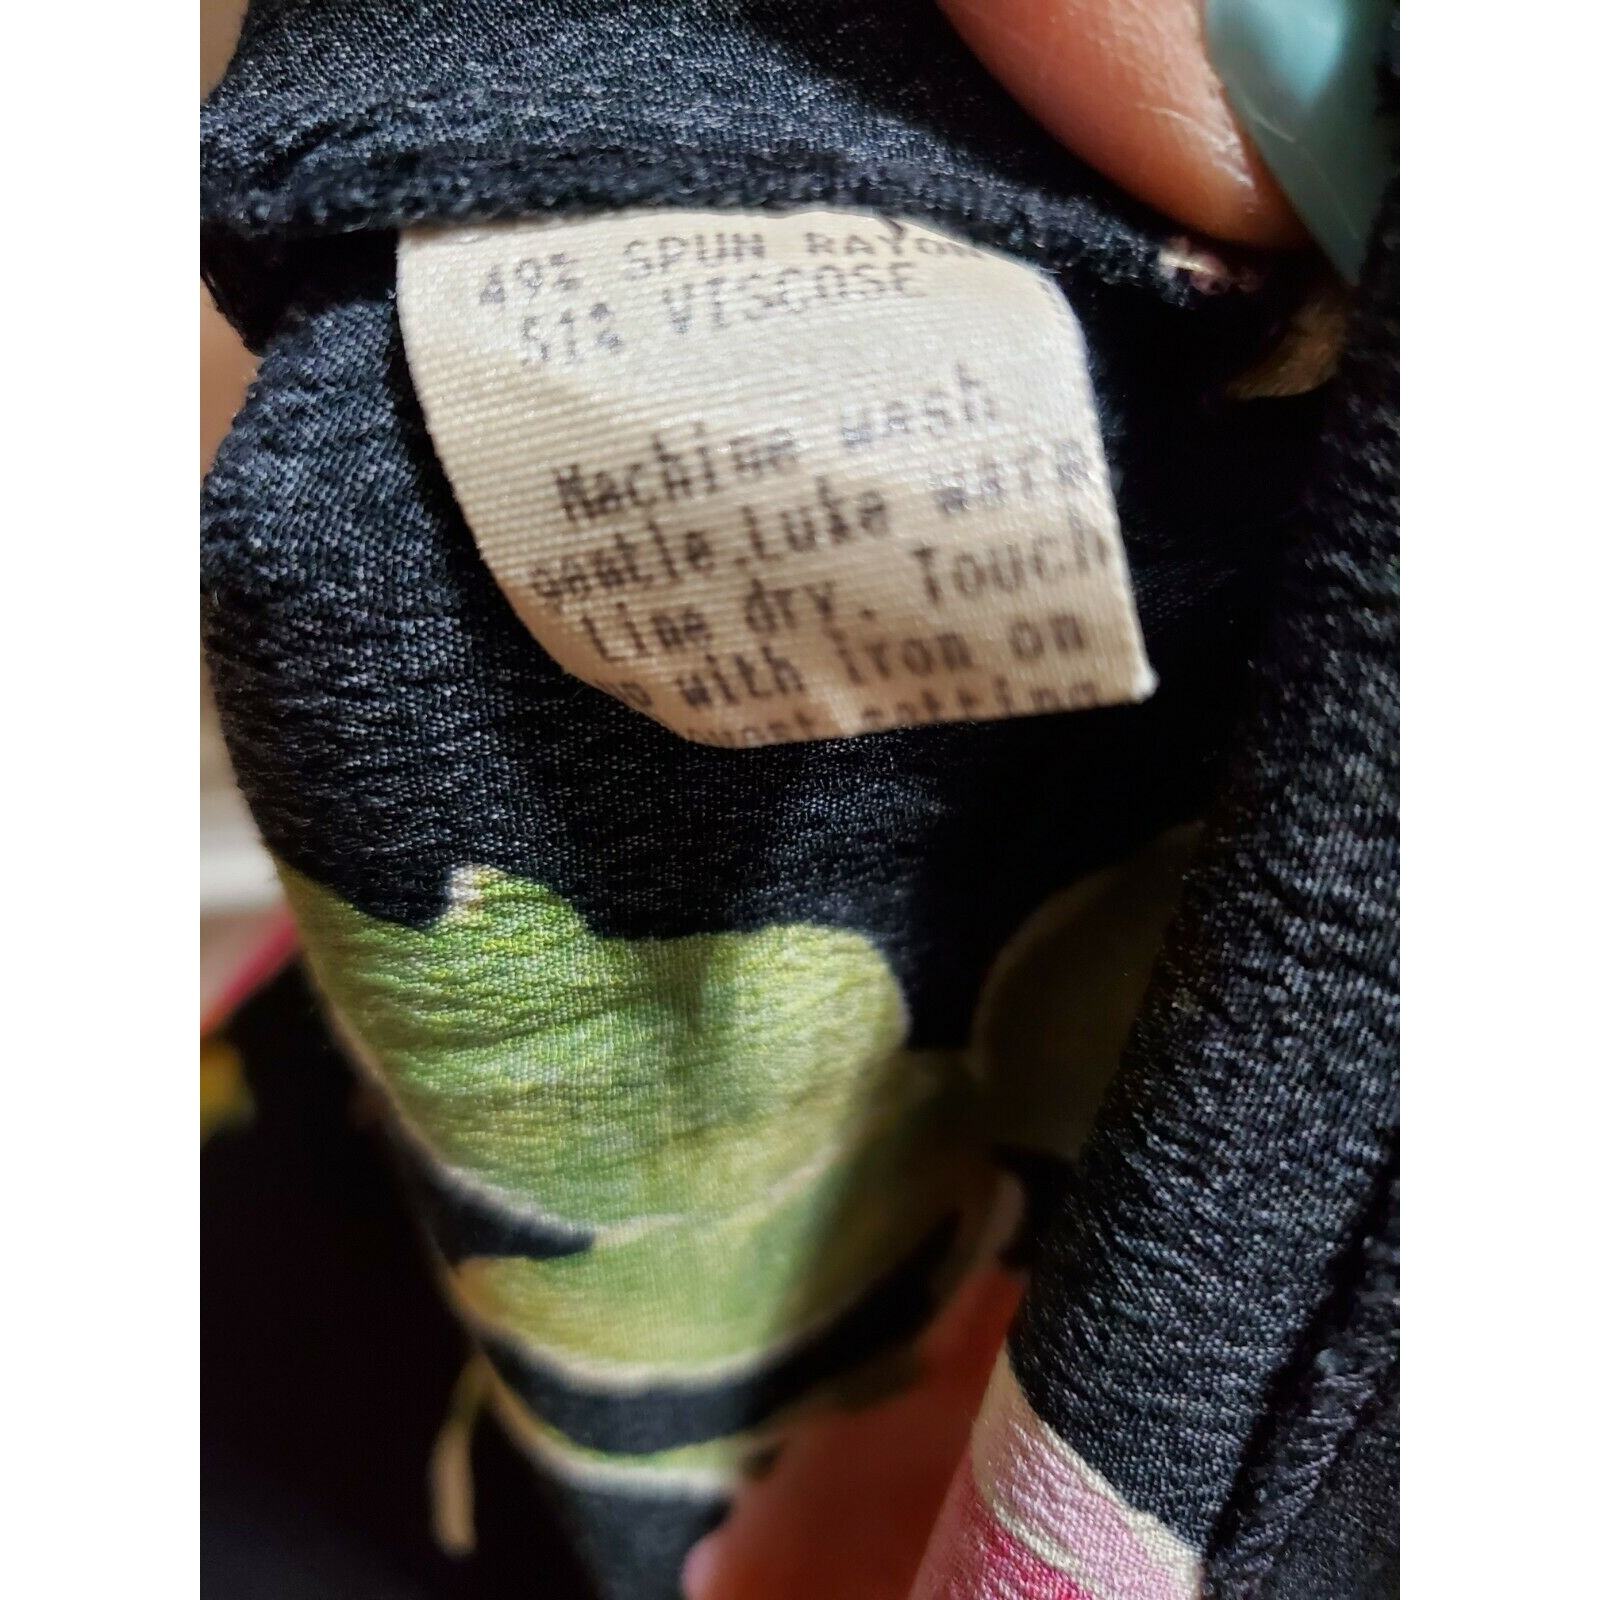 49% SPUN RAYON
51% VISCOSE
Machine wash
gentle.Luke warm
Line dry. Touch
with iron on